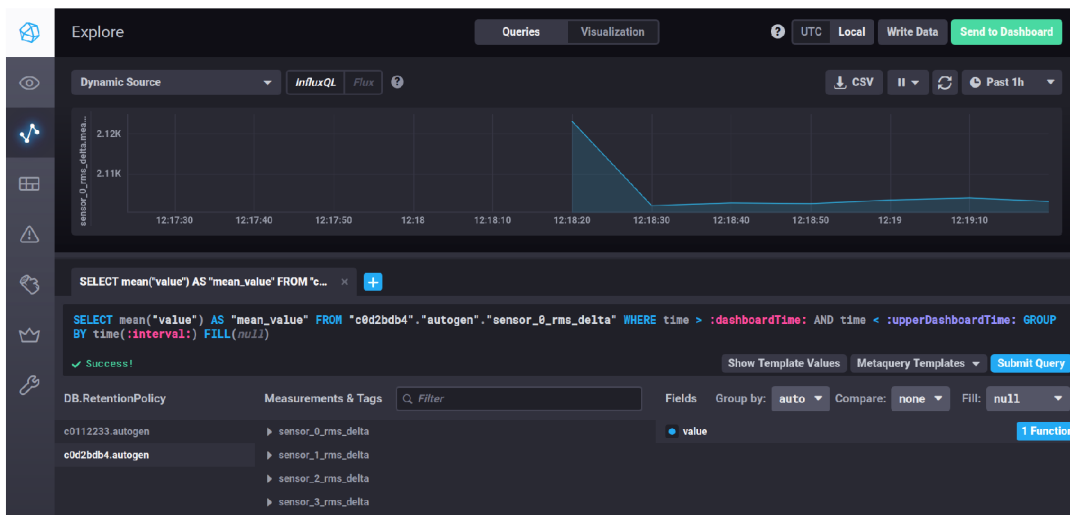 Explore
Queries Visualization
? UTC Local Write Data Send to Dashboard
Dynamic Source InfluxQL Flux ?
CSV Past 1h
sensor_0_rms_delta.mea...
2.12K
2.11K
12:17:30 12:17:40 12:17:50 12:18 12:18:10 12:18:20 12:18:30 12:18:40 12:18:50 12:19 12:19:10
SELECT mean("value") AS "mean_value" FROM "c... × +
SELECT mean("value") AS "mean_value" FROM "c0d2bdb4"."autogen"."sensor_0_rms_delta" WHERE time > :dashboardTime: AND time < :upperDashboardTime: GROUP
BY time(:interval:) FILL(null)
Success!
Show Template Values Metaquery Templates Submit Query
DB.RetentionPolicy Measurements & Tags Filter Fields Group by: auto Compare: none Fill: null
c0112233.autogen sensor_0_rms_delta value 1 Function
c0d2bdb4.autogen sensor_1_rms_delta
sensor_2_rms_delta
sensor_3_rms_delta